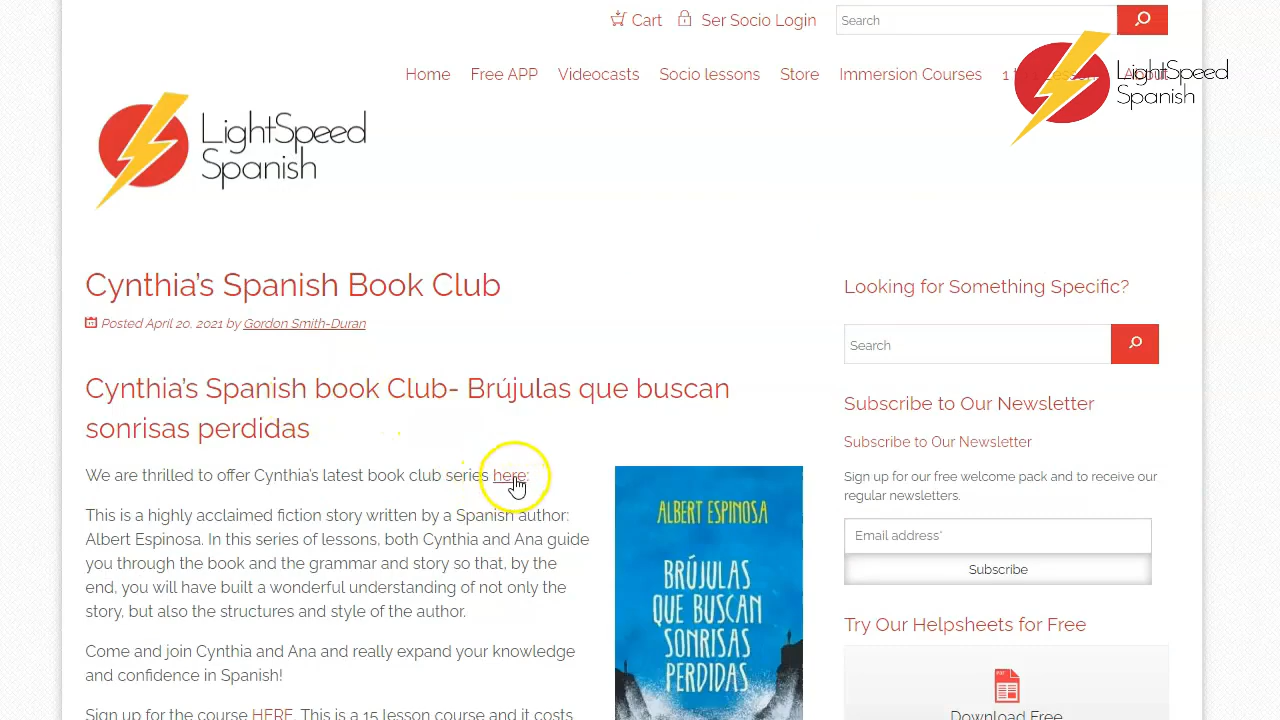 Cart Ser Socio Login Search
Home Free APP Videocasts Socio lessons Store Immersion Courses 1 About
LightSpeed
Spanish
LightSpeed
Spanish
Cynthia's Spanish Book Club
Posted April 20, 2021 by Gordon Smith-Duran
Cynthia's Spanish book Club- Brújulas que buscan
sonrisas perdidas
We are thrilled to offer Cynthia's latest book club series here:
This is a highly acclaimed fiction story written by a Spanish author:
Albert Espinosa. In this series of lessons, both Cynthia and Ana guide
you through the book and the grammar and story so that, by the
end, you will have built a wonderful understanding of not only the
story, but also the structures and style of the author.
Come and join Cynthia and Ana and really expand your knowledge
and confidence in Spanish!
Sign up for the course HERE. This is a 15 lesson course and it costs
ALBERT ESPINOSA
BRÚJULAS
QUE BUSCAN
SONRISAS
PERDIDAS
Looking for Something Specific?
Search
Subscribe to Our Newsletter
Subscribe to Our Newsletter
Sign up for our free welcome pack and to receive our
regular newsletters.
Email address*
Subscribe
Try Our Helpsheets for Free
PDF
Download Free